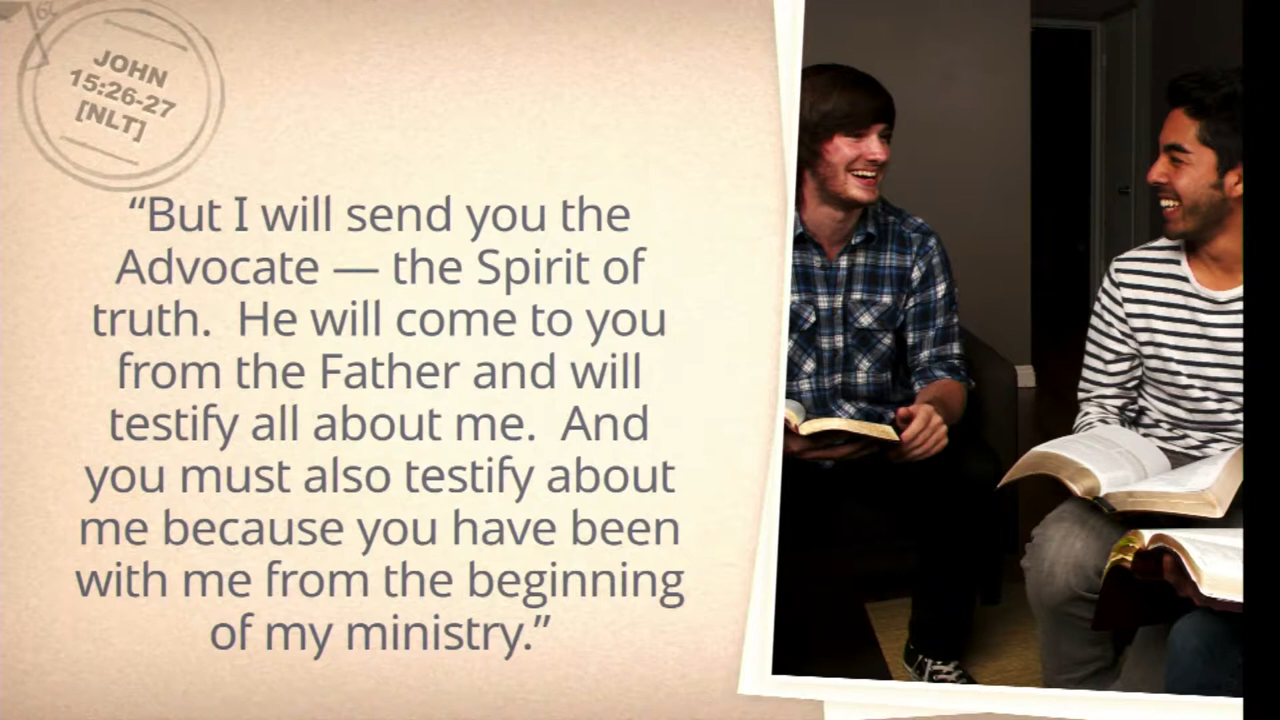 JOHN
15:26-27
[NLT]
“But I will send you the
Advocate — the Spirit of
truth.  He will come to you
from the Father and will
testify all about me.  And
you must also testify about
me because you have been
with me from the beginning
of my ministry.”